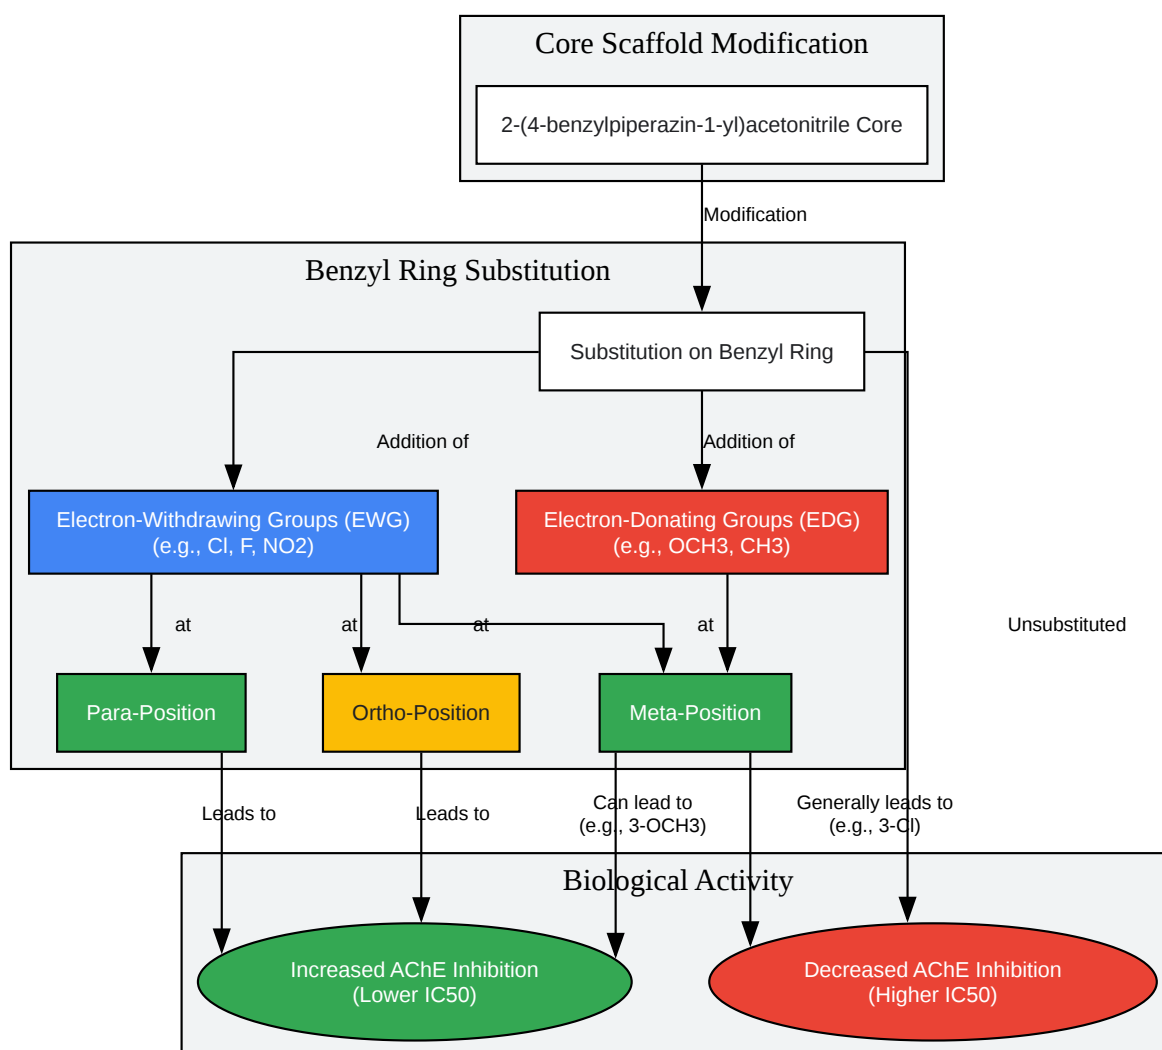 Core Scaffold Modification
2-(4-benzylpiperazin-1-yl)acetonitrile Core
Modification
Benzyl Ring Substitution
Substitution on Benzyl Ring
Addition of
Addition of
Electron-Withdrawing Groups (EWG)
(e.g., Cl, F, NO2)
Electron-Donating Groups (EDG)
(e.g., OCH3, CH3)
at
at
at
at
Unsubstituted
Para-Position
Ortho-Position
Meta-Position
Leads to
Leads to
Can lead to
(e.g., 3-OCH3)
Generally leads to
(e.g., 3-Cl)
Biological Activity
Increased AChE Inhibition
(Lower IC50)
Decreased AChE Inhibition
(Higher IC50)